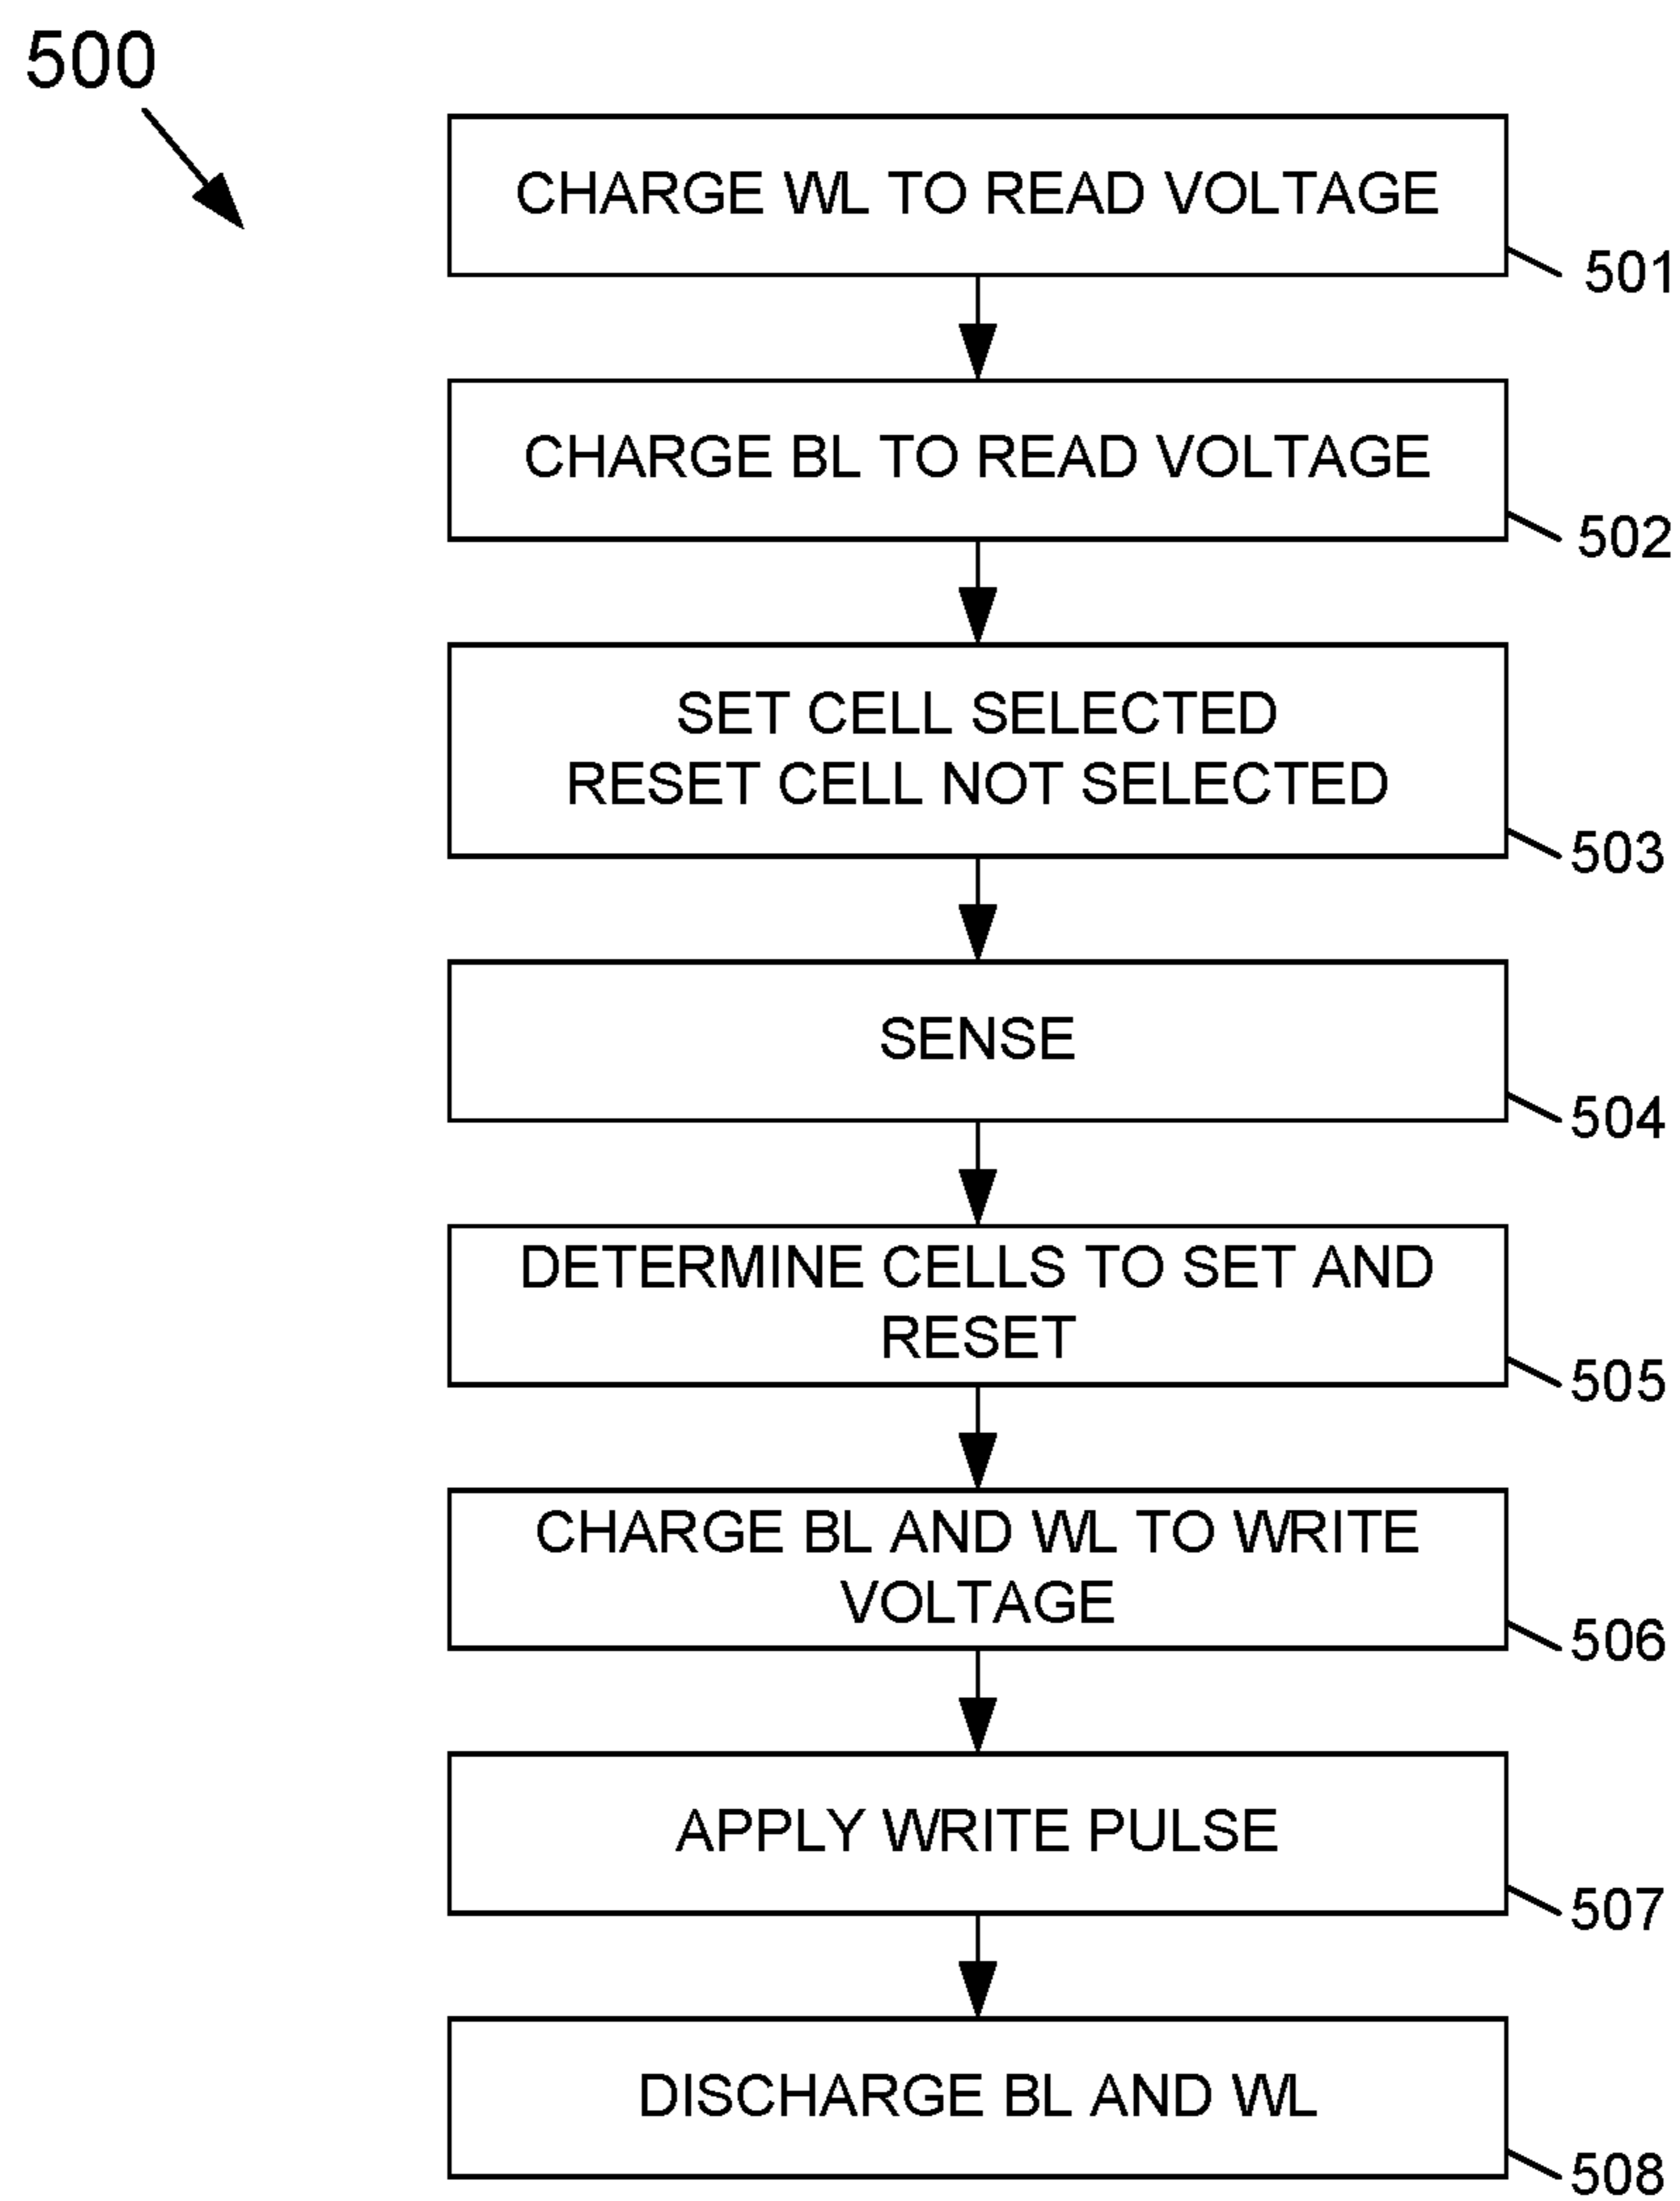 500
CHARGE WL TO READ VOLTAGE
501
CHARGE BL TO READ VOLTAGE
502
SET CELL SELECTED
RESET CELL NOT SELECTED
503
SENSE
504
DETERMINE CELLS TO SET AND
RESET
505
CHARGE BL AND WL TO WRITE
VOLTAGE
506
APPLY WRITE PULSE
507
DISCHARGE BL AND WL
508